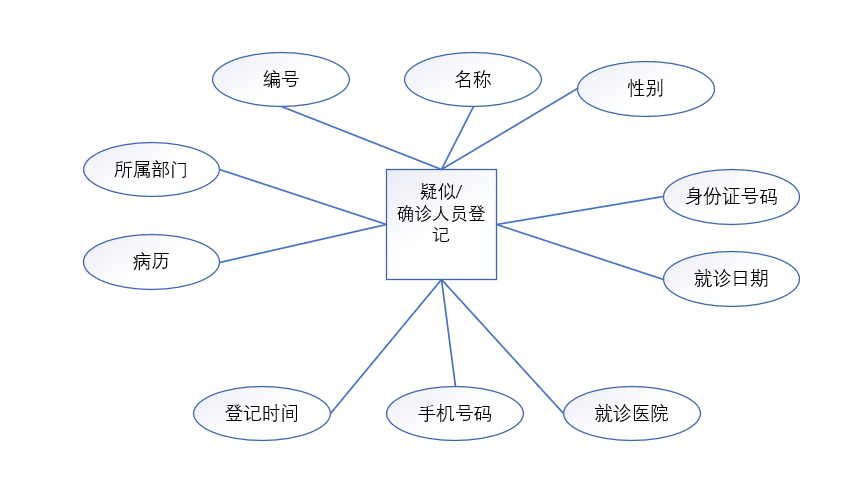 编号
名称
性别
所属部门
疑似/
确诊人员登
记
身份证号码
病历
就诊日期
登记时间
手机号码
就诊医院